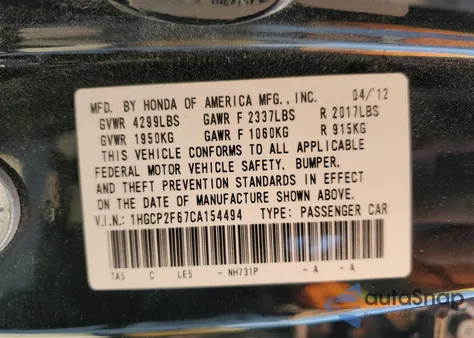 MFD. BY HONDA OF AMERICA MFG., INC. 04/12
GVWR 4299LBS GAWR F 2337LBS R 2017LBS
GVWR 1950KG GAWR F 1060KG R 915KG
THIS VEHICLE CONFORMS TO ALL APPLICABLE
FEDERAL MOTOR VEHICLE SAFETY, BUMPER,
AND THEFT PREVENTION STANDARDS IN EFFECT
ON THE DATE OF MANUFACTURE SHOWN ABOVE.
V.I.N.: 1HGCP2F67CA154494 TYPE: PASSENGER CAR
TA5 C LE5 - NH731P - A - A
autoSnap